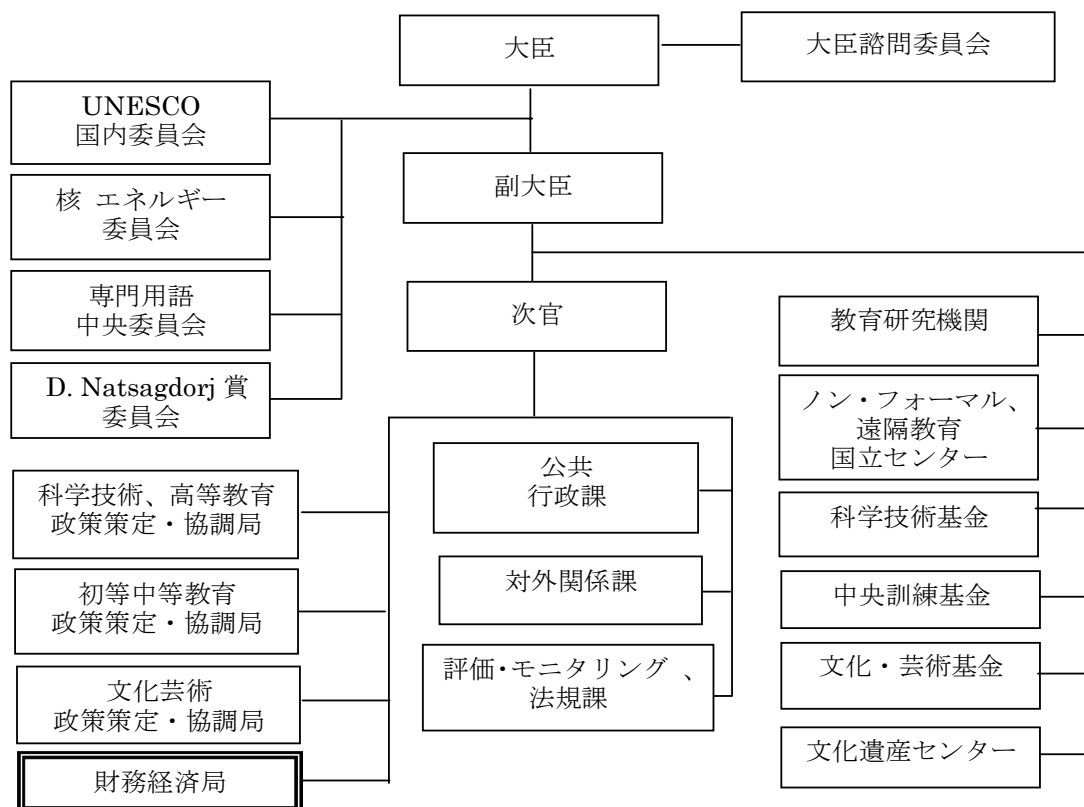 大臣
大臣諮問委員会
UNESCO
国内委員会
副大臣
核 エネルギー
委員会
専門用語
中央委員会
次官
教育研究機関
D. Natsagdorj 賞
委員会
ノン・フォーマル、
遠隔教育
国立センター
公共
行政課
科学技術、高等教育
政策策定・協調局
科学技術基金
対外関係課
初等中等教育
政策策定・協調局
中央訓練基金
評価・モニタリング 、
法規課
文化・芸術基金
文化芸術
政策策定・協調局
文化遺産センター
財務経済局